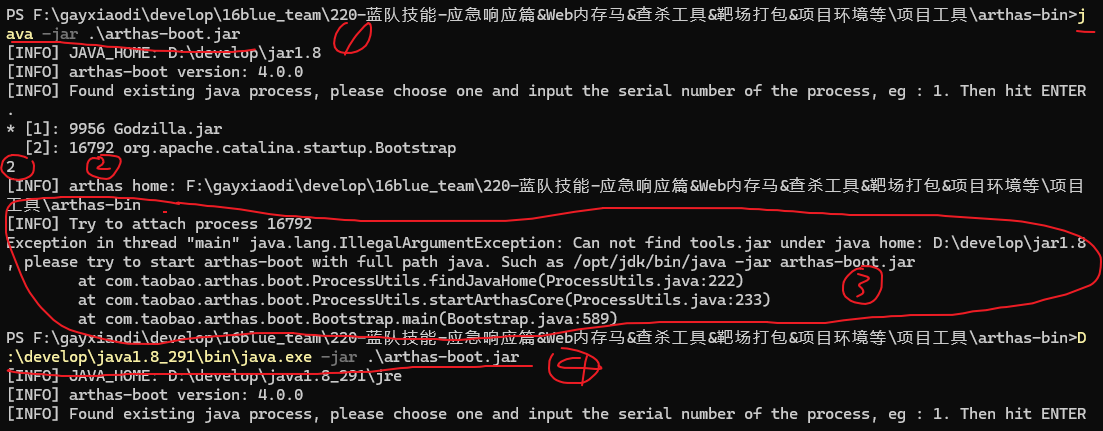 PS F:\gayxiaodi\develop\16blue_team\220-蓝队技能-应急响应篇&Web内存马&查杀工具&靶场打包&项目环境等\项目工具\arthas-bin>j
ava -jar .\arthas-boot.jar
1
[INFO] JAVA_HOME: D:\develop\jar1.8
[INFO] arthas-boot version: 4.0.0
[INFO] Found existing java process, please choose one and input the serial number of the process, eg : 1. Then hit ENTER
.
* [1]: 9956 Godzilla.jar
  [2]: 16792 org.apache.catalina.startup.Bootstrap
2
2
[INFO] arthas home: F:\gayxiaodi\develop\16blue_team\220-蓝队技能-应急响应篇&Web内存马&查杀工具&靶场打包&项目环境等\项目
工具\arthas-bin
[INFO] Try to attach process 16792
Exception in thread "main" java.lang.IllegalArgumentException: Can not find tools.jar under java home: D:\develop\jar1.8
, please try to start arthas-boot with full path java. Such as /opt/jdk/bin/java -jar arthas-boot.jar
        at com.taobao.arthas.boot.ProcessUtils.findJavaHome(ProcessUtils.java:222)
3
        at com.taobao.arthas.boot.ProcessUtils.startArthasCore(ProcessUtils.java:233)
        at com.taobao.arthas.boot.Bootstrap.main(Bootstrap.java:589)
PS F:\gayxiaodi\develop\16blue_team\220-蓝队技能-应急响应篇&Web内存马&查杀工具&靶场打包&项目环境等\项目工具\arthas-bin>D
:\develop\java1.8_291\bin\java.exe -jar .\arthas-boot.jar
4
[INFO] JAVA_HOME: D:\develop\java1.8_291\jre
[INFO] arthas-boot version: 4.0.0
[INFO] Found existing java process, please choose one and input the serial number of the process, eg : 1. Then hit ENTER